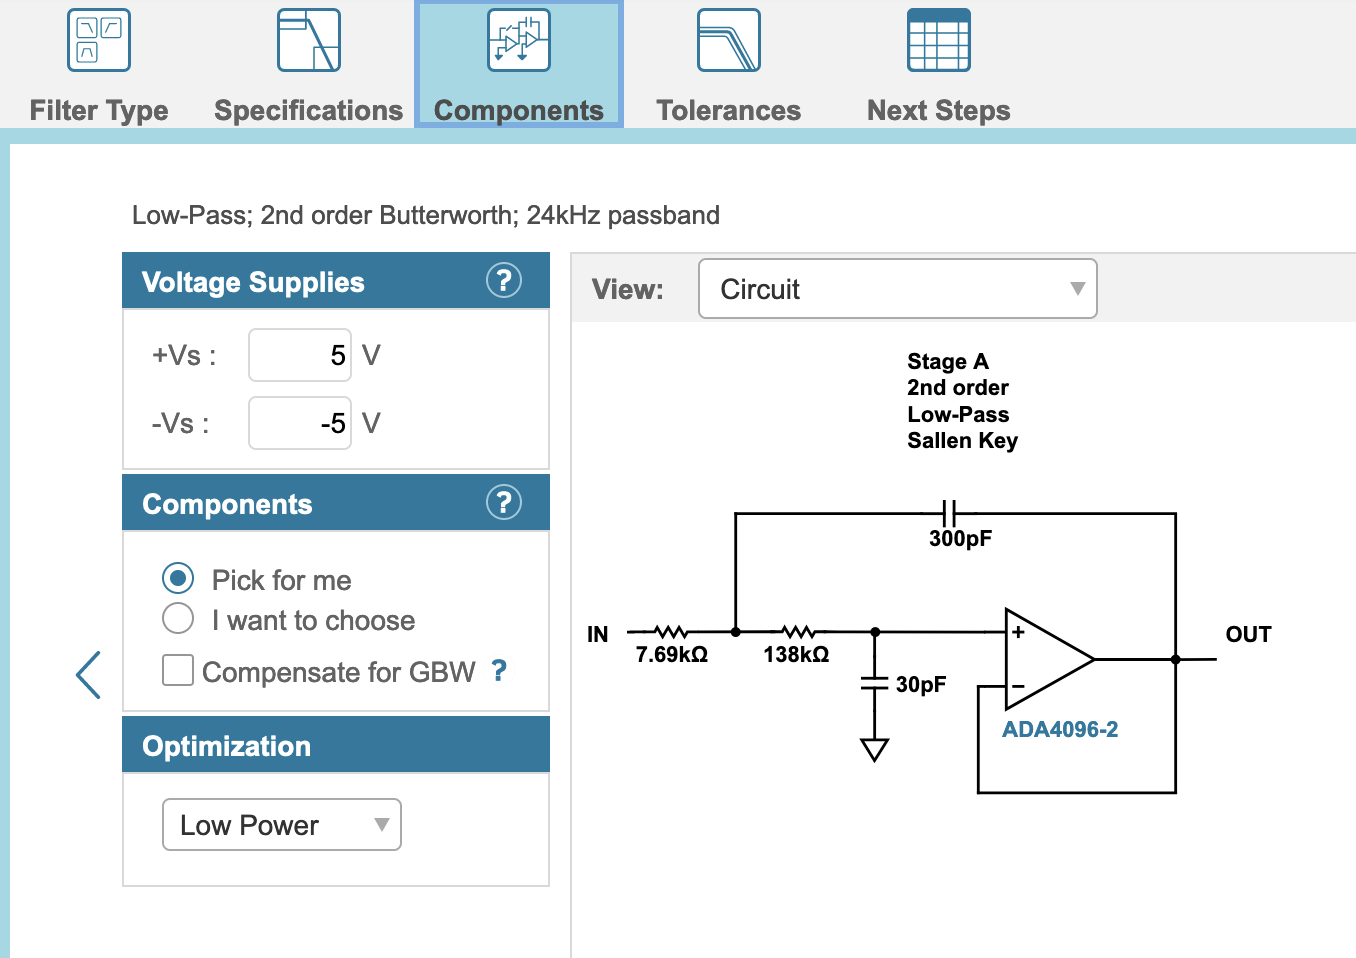 Filter Type
Specifications
Components
Tolerances
Next Steps
Low-Pass; 2nd order Butterworth; 24kHz passband
Voltage Supplies ?
+Vs : 5 V
-Vs : -5 V
Components ?
Pick for me
I want to choose
Compensate for GBW ?
Optimization
Low Power
View: Circuit
Stage A
2nd order
Low-Pass
Sallen Key
300pF
IN
7.69kΩ
138kΩ
30pF
+
−
ADA4096-2
OUT